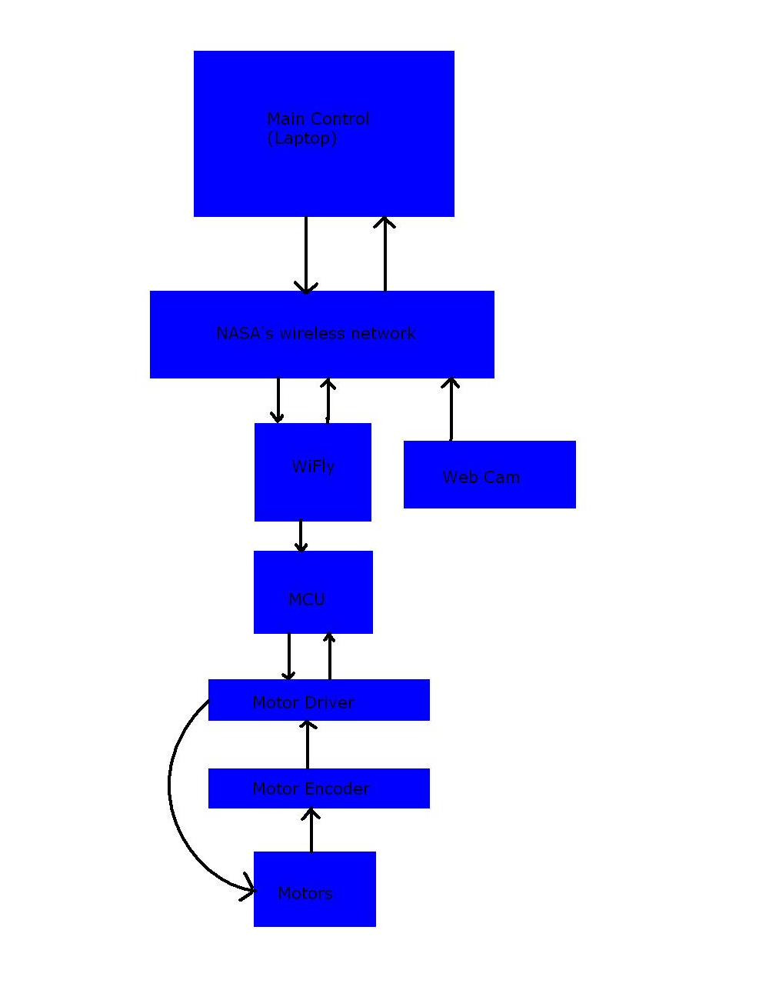 Main Control
(Laptop)
NASA's wireless network
WiFly
Web Cam
MCU
Motor Driver
Motor Encoder
Motors